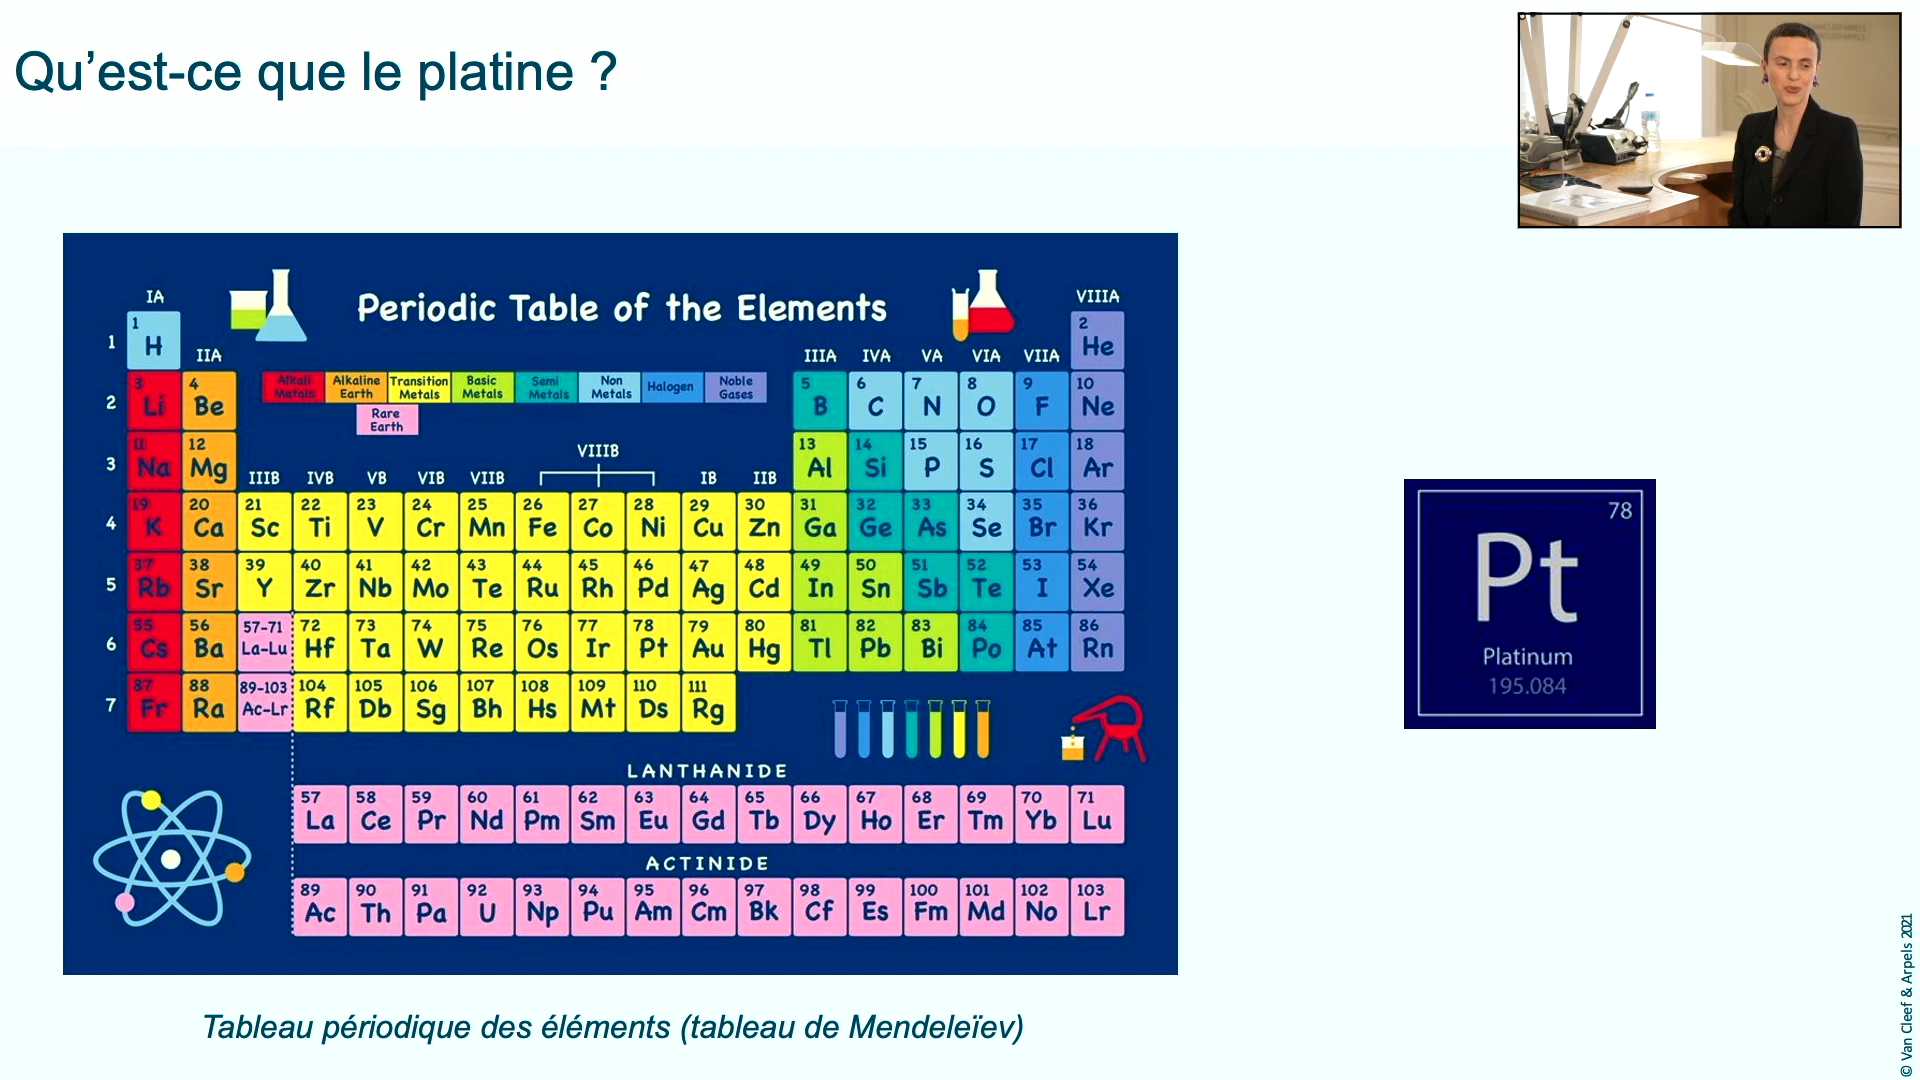 Qu’est-ce que le platine ?
Periodic Table of the Elements
IA
VIIIA
1
1 H
2 He
IIA
IIIA IVA VA VIA VIIA
Alkali Metals
Alkaline Earth
Transition Metals
Basic Metals
Semi Metals
Non Metals
Halogen
Noble Gases
Rare Earth
2
3 Li 4 Be 5 B 6 C 7 N 8 O 9 F 10 Ne
3
11 Na 12 Mg 13 Al 14 Si 15 P 16 S 17 Cl 18 Ar
VIIIB
IIIB IVB VB VIB VIIB IB IIB
4
19 K 20 Ca 21 Sc 22 Ti 23 V 24 Cr 25 Mn 26 Fe 27 Co 28 Ni 29 Cu 30 Zn 31 Ga 32 Ge 33 As 34 Se 35 Br 36 Kr
5
37 Rb 38 Sr 39 Y 40 Zr 41 Nb 42 Mo 43 Te 44 Ru 45 Rh 46 Pd 47 Ag 48 Cd 49 In 50 Sn 51 Sb 52 Te 53 I 54 Xe
6
55 Cs 56 Ba 57-71 La-Lu 72 Hf 73 Ta 74 W 75 Re 76 Os 77 Ir 78 Pt 79 Au 80 Hg 81 Tl 82 Pb 83 Bi 84 Po 85 At 86 Rn
7
87 Fr 88 Ra 89-103 Ac-Lr 104 Rf 105 Db 106 Sg 107 Bh 108 Hs 109 Mt 110 Ds 111 Rg
LANTHANIDE
57 La 58 Ce 59 Pr 60 Nd 61 Pm 62 Sm 63 Eu 64 Gd 65 Tb 66 Dy 67 Ho 68 Er 69 Tm 70 Yb 71 Lu
ACTINIDE
89 Ac 90 Th 91 Pa 92 U 93 Np 94 Pu 95 Am 96 Cm 97 Bk 98 Cf 99 Es 100 Fm 101 Md 102 No 103 Lr
Tableau périodique des éléments (tableau de Mendeleïev)
78
Pt
Platinum
195.084
© Van Cleef & Arpels 2021